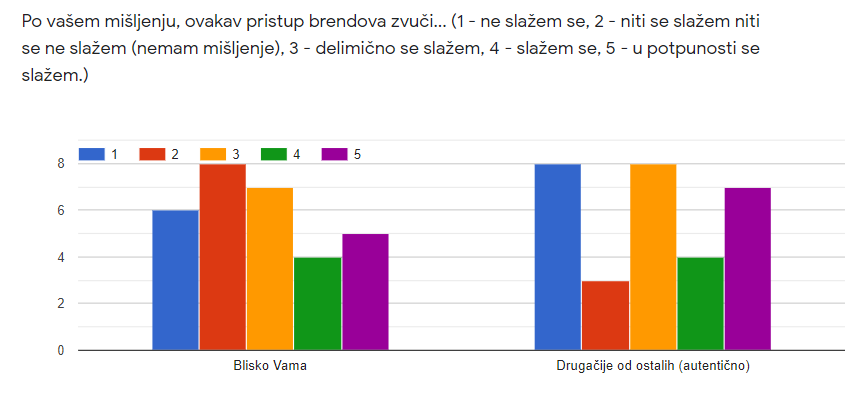 Po vašem mišljenju, ovakav pristup brendova zvuči... (1 - ne slažem se, 2 - niti se slažem niti
se ne slažem (nemam mišljenje), 3 - delimično se slažem, 4 - slažem se, 5 - u potpunosti se
slažem.)
1 2 3 4 5
8
6
4
2
0
Blisko Vama Drugačije od ostalih (autentično)